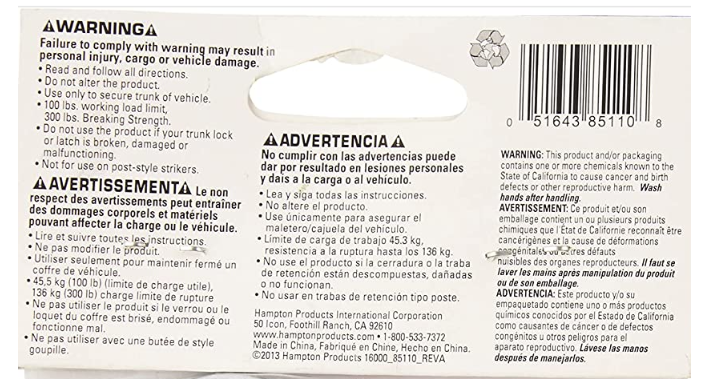 ⚠WARNING⚠
Failure to comply with warning may result in
personal injury, cargo or vehicle damage.
• Read and follow all directions.
• Do not alter the product.
• Use only to secure trunk of vehicle.
• 100 lbs. working load limit,
300 lbs. Breaking Strength.
• Do not use the product if your trunk lock
or latch is broken, damaged or
malfunctioning.
• Not for use on post-style strikers.
⚠AVERTISSEMENT⚠ Le non
respect des avertissements peut entraîner
des dommages corporels et matériels
pouvant affecter la charge ou le véhicule.
• Lire et suivre toutes les instructions.
• Ne pas modifier le produit.
• Utiliser seulement pour maintenir fermé un
coffre de véhicule.
• 45,5 kg (100 lb) (limite de charge utile),
136 kg (300 lb) charge limite de rupture
• Ne pas utiliser le produit si le verrou ou le
loquet du coffre est brisé, endommagé ou
fonctionne mal.
• Ne pas utiliser avec une butée de style
goupille.
⚠ADVERTENCIA⚠
No cumplir con las advertencias puede
dar por resultado en lesiones personales
y dais a la carga o al vehículo.
• Lea y siga todas las instrucciones.
• No altere el producto.
• Use únicamente para asegurar el
maletero/cajuela del vehículo.
• Límite de carga de trabajo 45.3 kg,
resistencia a la ruptura hasta los 136 kg.
• No use el producto si la cerradura o la traba
de retención están descompuestas, dañadas
o no funcionan.
• No usar en trabas de retención tipo poste.
Hampton Products International Corporation
50 Icon, Foothill Ranch, CA 92610
www.hamptonproducts.com • 1-800-533-7372
Made in China, Fabriqué en Chine, Hecho en China.
©2013 Hampton Products 16000_85110_REVA
0 51643 85110 8
WARNING: This product and/or packaging
contains one or more chemicals known to the
State of California to cause cancer and birth
defects or other reproductive harm. Wash
hands after handling.
AVERTISSEMENT: Ce produit et/ou son
emballage contient un ou plusieurs produits
chimiques que l'État de Californie reconnaît être
cancérigènes et la cause de déformations
congénitales ou autres défauts
nuisibles des organes reproducteurs. Il faut se
laver les mains après manipulation du produit
ou de son emballage.
ADVERTENCIA: Este producto y/o su
empaquetado contiene uno o más productos
químicos conocidos por el Estado de California
como causantes de cáncer o de defectos
congénitos u otros peligros para el
aparato reproductivo. Lávese las manos
después de manejarlos.